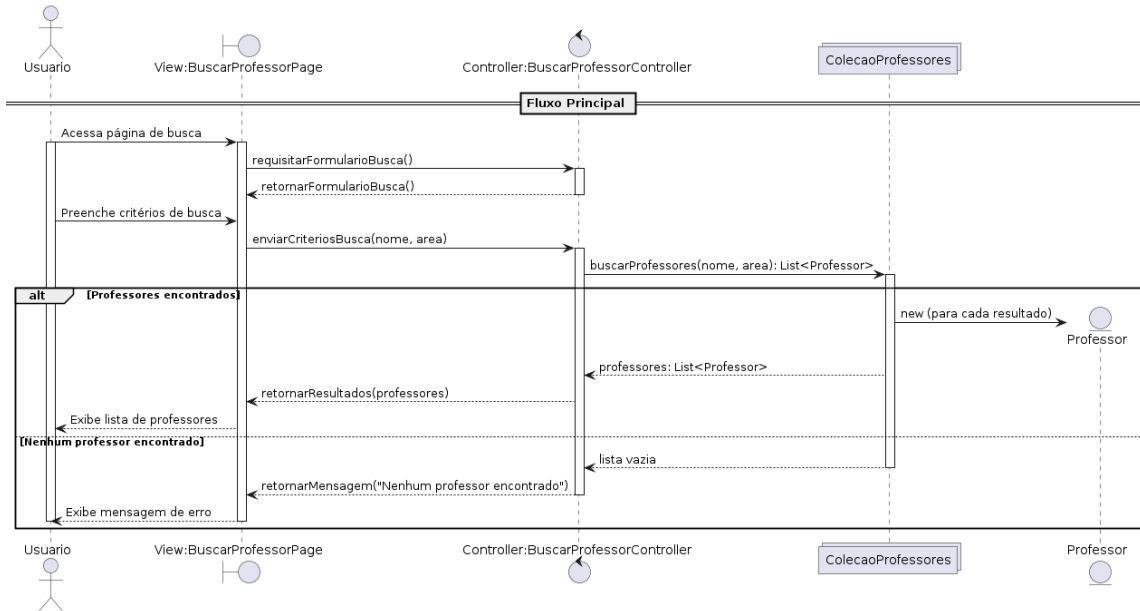 Usuario
View:BuscarProfessorPage
Controller:BuscarProfessorController
ColecaoProfessores
Fluxo Principal
Acessa página de busca
requisitarFormularioBusca()
retornarFormularioBusca()
Preenche critérios de busca
enviarCriteriosBusca(nome, area)
buscarProfessores(nome, area): List<Professor>
alt
[Professores encontrados]
new (para cada resultado)
Professor
professores: List<Professor>
retornarResultados(professores)
Exibe lista de professores
[Nenhum professor encontrado]
lista vazia
retornarMensagem("Nenhum professor encontrado")
Exibe mensagem de erro
Usuario
View:BuscarProfessorPage
Controller:BuscarProfessorController
ColecaoProfessores
Professor